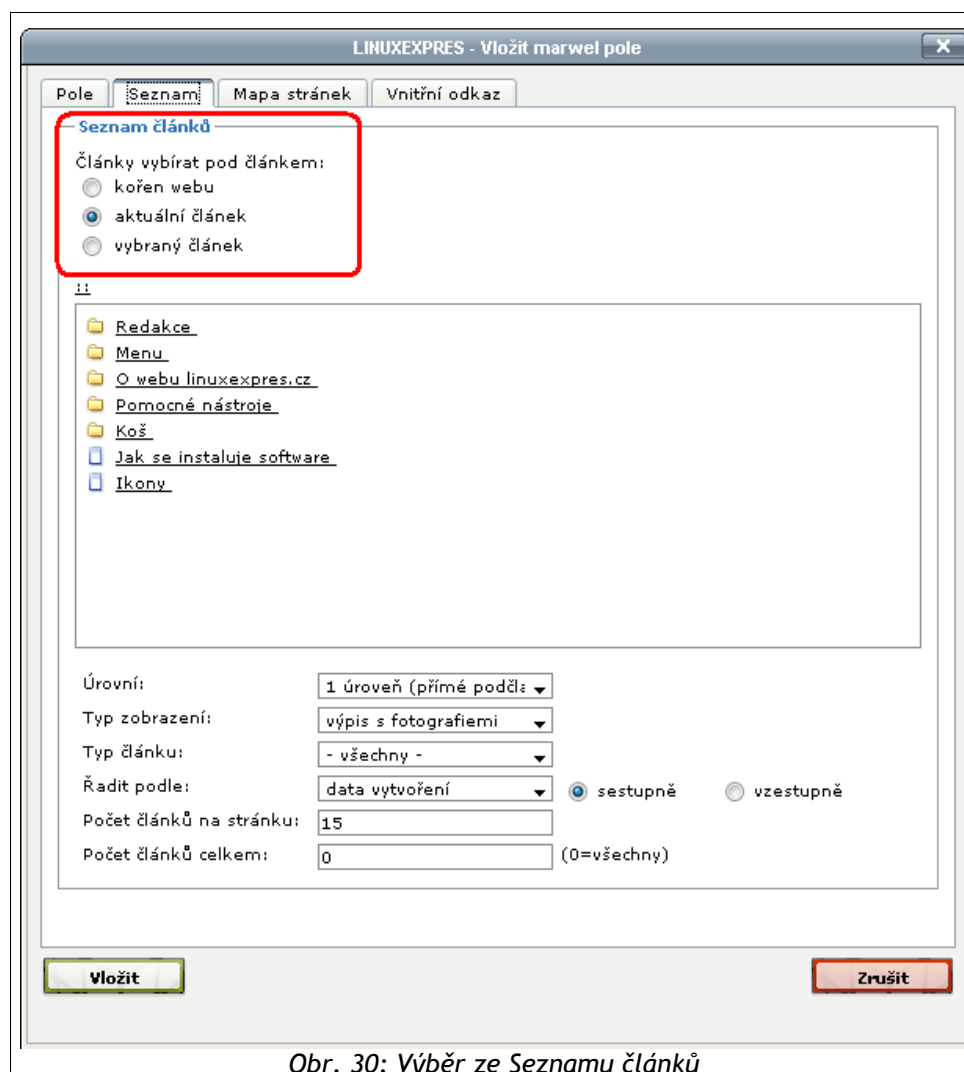 LINUXEXPRES - Vložit marwel pole
Pole Seznam Mapa stránek Vnitřní odkaz
Seznam článků
Články vybírat pod článkem:
kořen webu
aktuální článek
vybraný článek
::
Redakce
Menu
O webu linuxexpres.cz
Pomocné nástroje
Koš
Jak se instaluje software
Ikony
Úrovní: 1 úroveň (přímé podčla
Typ zobrazení: výpis s fotografiemi
Typ článku: - všechny -
Řadit podle: data vytvoření sestupně vzestupně
Počet článků na stránku: 15
Počet článků celkem: 0 (0=všechny)
Vložit Zrušit
Obr. 30: Výběr ze Seznamu článků